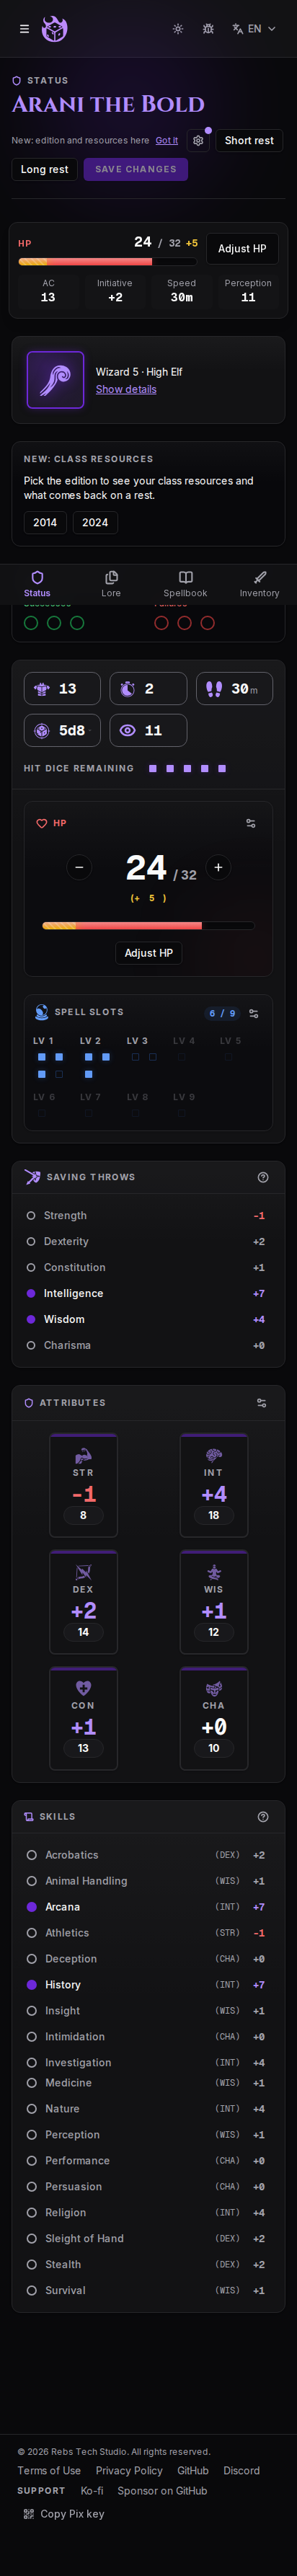 EN
STATUS
Arani the Bold
New: edition and resources here Got it Short rest
Long rest SAVE CHANGES
HP 24 / 32 +5 Adjust HP
AC Initiative Speed Perception
13 +2 30m 11
Wizard 5 · High Elf
Show details
NEW: CLASS RESOURCES
Pick the edition to see your class resources and
what comes back on a rest.
2014 2024
Status Lore Spellbook Inventory
13 2 30m
5d8 11
HIT DICE REMAINING
HP
24 / 32
(+ 5 )
Adjust HP
SPELL SLOTS 6 / 9
LV 1 LV 2 LV 3 LV 4 LV 5
LV 6 LV 7 LV 8 LV 9
SAVING THROWS
Strength -1
Dexterity +2
Constitution +1
Intelligence +7
Wisdom +4
Charisma +0
ATTRIBUTES
STR INT
-1 +4
8 18
DEX WIS
+2 +1
14 12
CON CHA
+1 +0
13 10
SKILLS
Acrobatics (DEX) +2
Animal Handling (WIS) +1
Arcana (INT) +7
Athletics (STR) -1
Deception (CHA) +0
History (INT) +7
Insight (WIS) +1
Intimidation (CHA) +0
Investigation (INT) +4
Medicine (WIS) +1
Nature (INT) +4
Perception (WIS) +1
Performance (CHA) +0
Persuasion (CHA) +0
Religion (INT) +4
Sleight of Hand (DEX) +2
Stealth (DEX) +2
Survival (WIS) +1
© 2026 Rebs Tech Studio. All rights reserved.
Terms of Use Privacy Policy GitHub Discord
SUPPORT Ko-fi Sponsor on GitHub
Copy Pix key